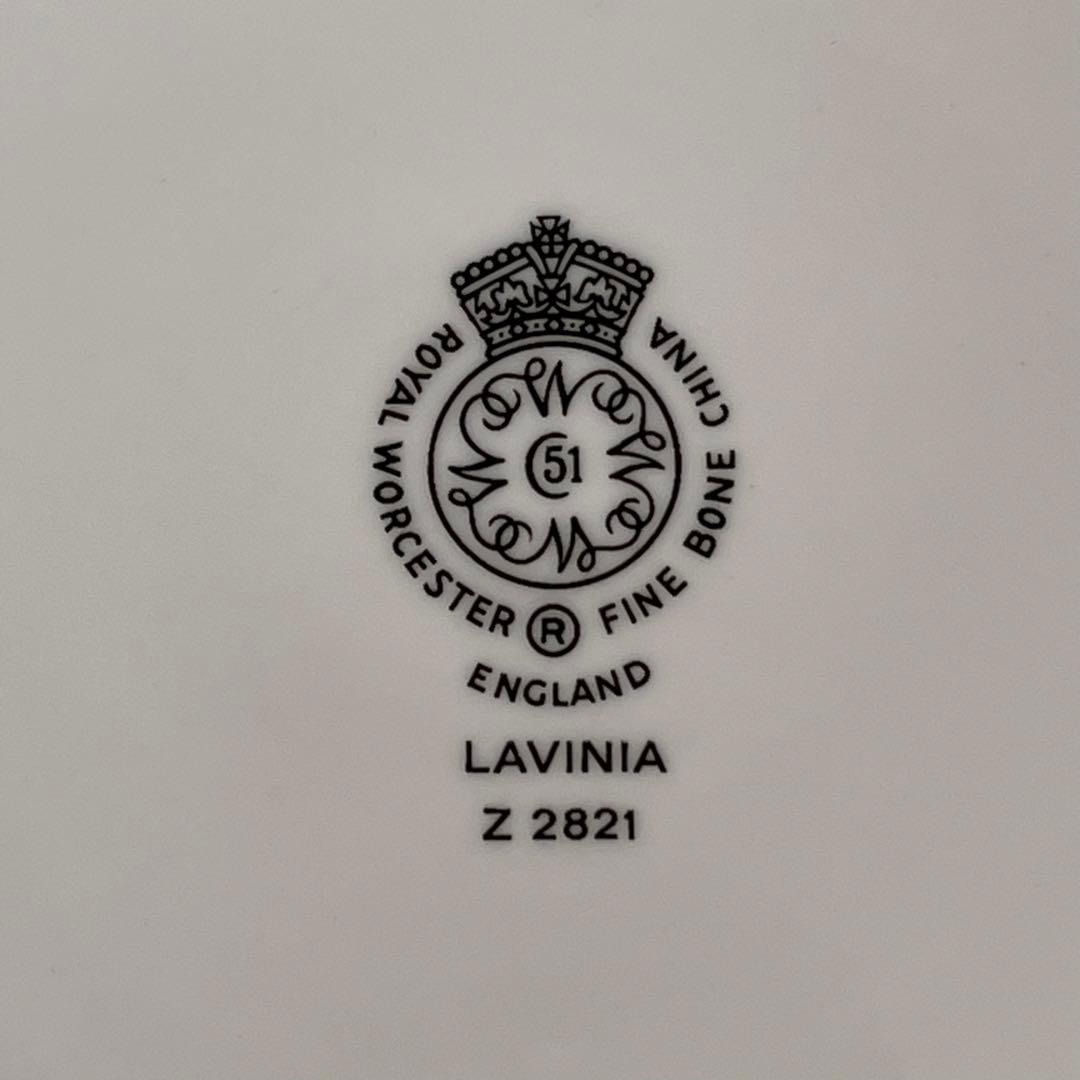 ROYAL WORCESTER ® FINE BONE CHINA
W W W W
C51
ENGLAND
LAVINIA
Z 2821